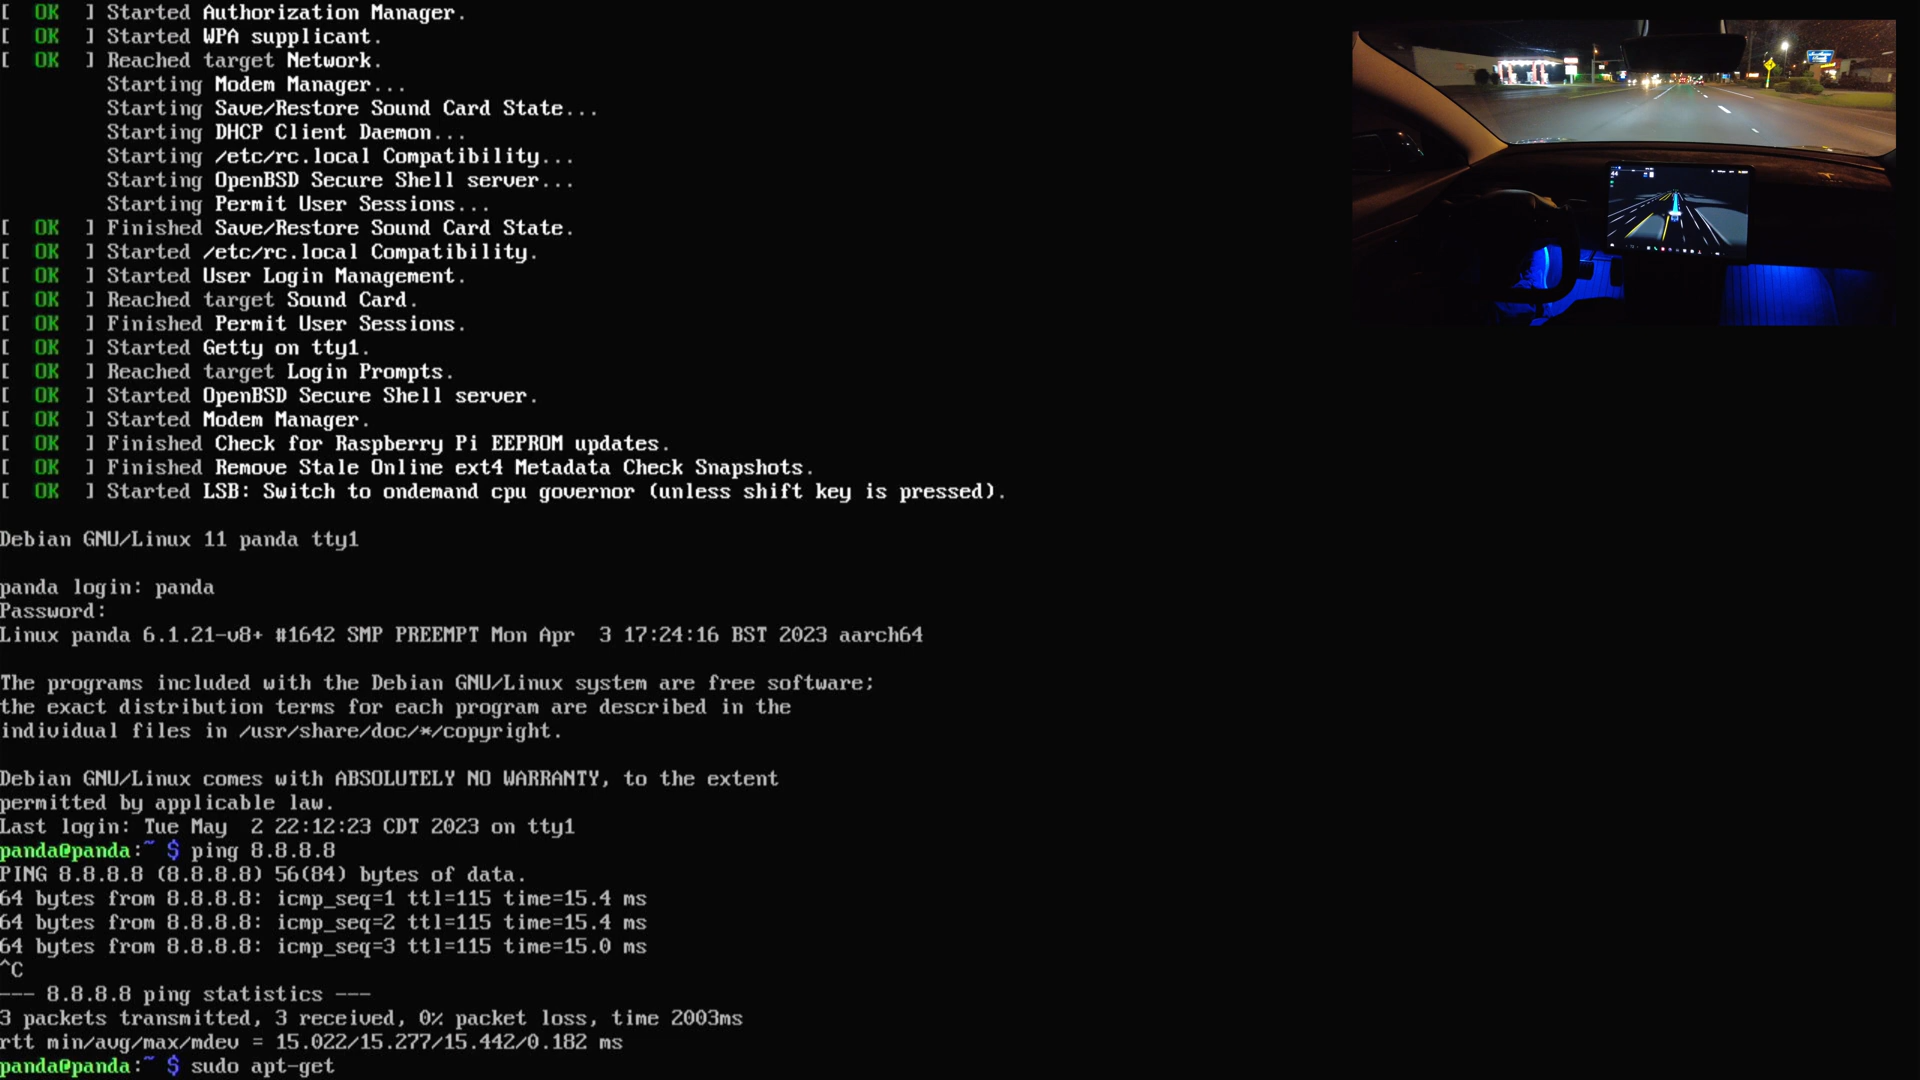 [  OK  ] Started Authorization Manager.
[  OK  ] Started WPA supplicant.
[  OK  ] Reached target Network.
         Starting Modem Manager...
         Starting Save/Restore Sound Card State...
         Starting DHCP Client Daemon...
         Starting /etc/rc.local Compatibility...
         Starting OpenBSD Secure Shell server...
         Starting Permit User Sessions...
[  OK  ] Finished Save/Restore Sound Card State.
[  OK  ] Started /etc/rc.local Compatibility.
[  OK  ] Started User Login Management.
[  OK  ] Reached target Sound Card.
[  OK  ] Finished Permit User Sessions.
[  OK  ] Started Getty on tty1.
[  OK  ] Reached target Login Prompts.
[  OK  ] Started OpenBSD Secure Shell server.
[  OK  ] Started Modem Manager.
[  OK  ] Finished Check for Raspberry Pi EEPROM updates.
[  OK  ] Finished Remove Stale Online ext4 Metadata Check Snapshots.
[  OK  ] Started LSB: Switch to ondemand cpu governor (unless shift key is pressed).
Debian GNU/Linux 11 panda tty1
panda login: panda
Password:
Linux panda 6.1.21-v8+ #1642 SMP PREEMPT Mon Apr  3 17:24:16 BST 2023 aarch64
The programs included with the Debian GNU/Linux system are free software;
the exact distribution terms for each program are described in the
individual files in /usr/share/doc/*/copyright.
Debian GNU/Linux comes with ABSOLUTELY NO WARRANTY, to the extent
permitted by applicable law.
Last login: Tue May  2 22:12:23 CDT 2023 on tty1
panda@panda:~ $ ping 8.8.8.8
PING 8.8.8.8 (8.8.8.8) 56(84) bytes of data.
64 bytes from 8.8.8.8: icmp_seq=1 ttl=115 time=15.4 ms
64 bytes from 8.8.8.8: icmp_seq=2 ttl=115 time=15.4 ms
64 bytes from 8.8.8.8: icmp_seq=3 ttl=115 time=15.0 ms
^C
--- 8.8.8.8 ping statistics ---
3 packets transmitted, 3 received, 0% packet loss, time 2003ms
rtt min/avg/max/mdev = 15.022/15.277/15.442/0.182 ms
panda@panda:~ $ sudo apt-get